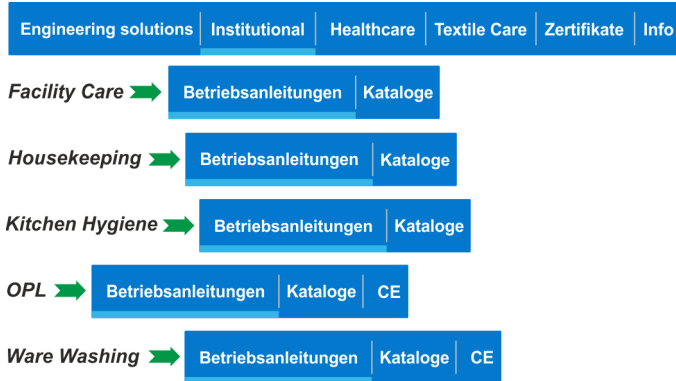 Engineering solutions Institutional Healthcare Textile Care Zertifikate Info
Facility Care Betriebsanleitungen Kataloge
Housekeeping Betriebsanleitungen Kataloge
Kitchen Hygiene Betriebsanleitungen Kataloge
OPL Betriebsanleitungen Kataloge CE
Ware Washing Betriebsanleitungen Kataloge CE